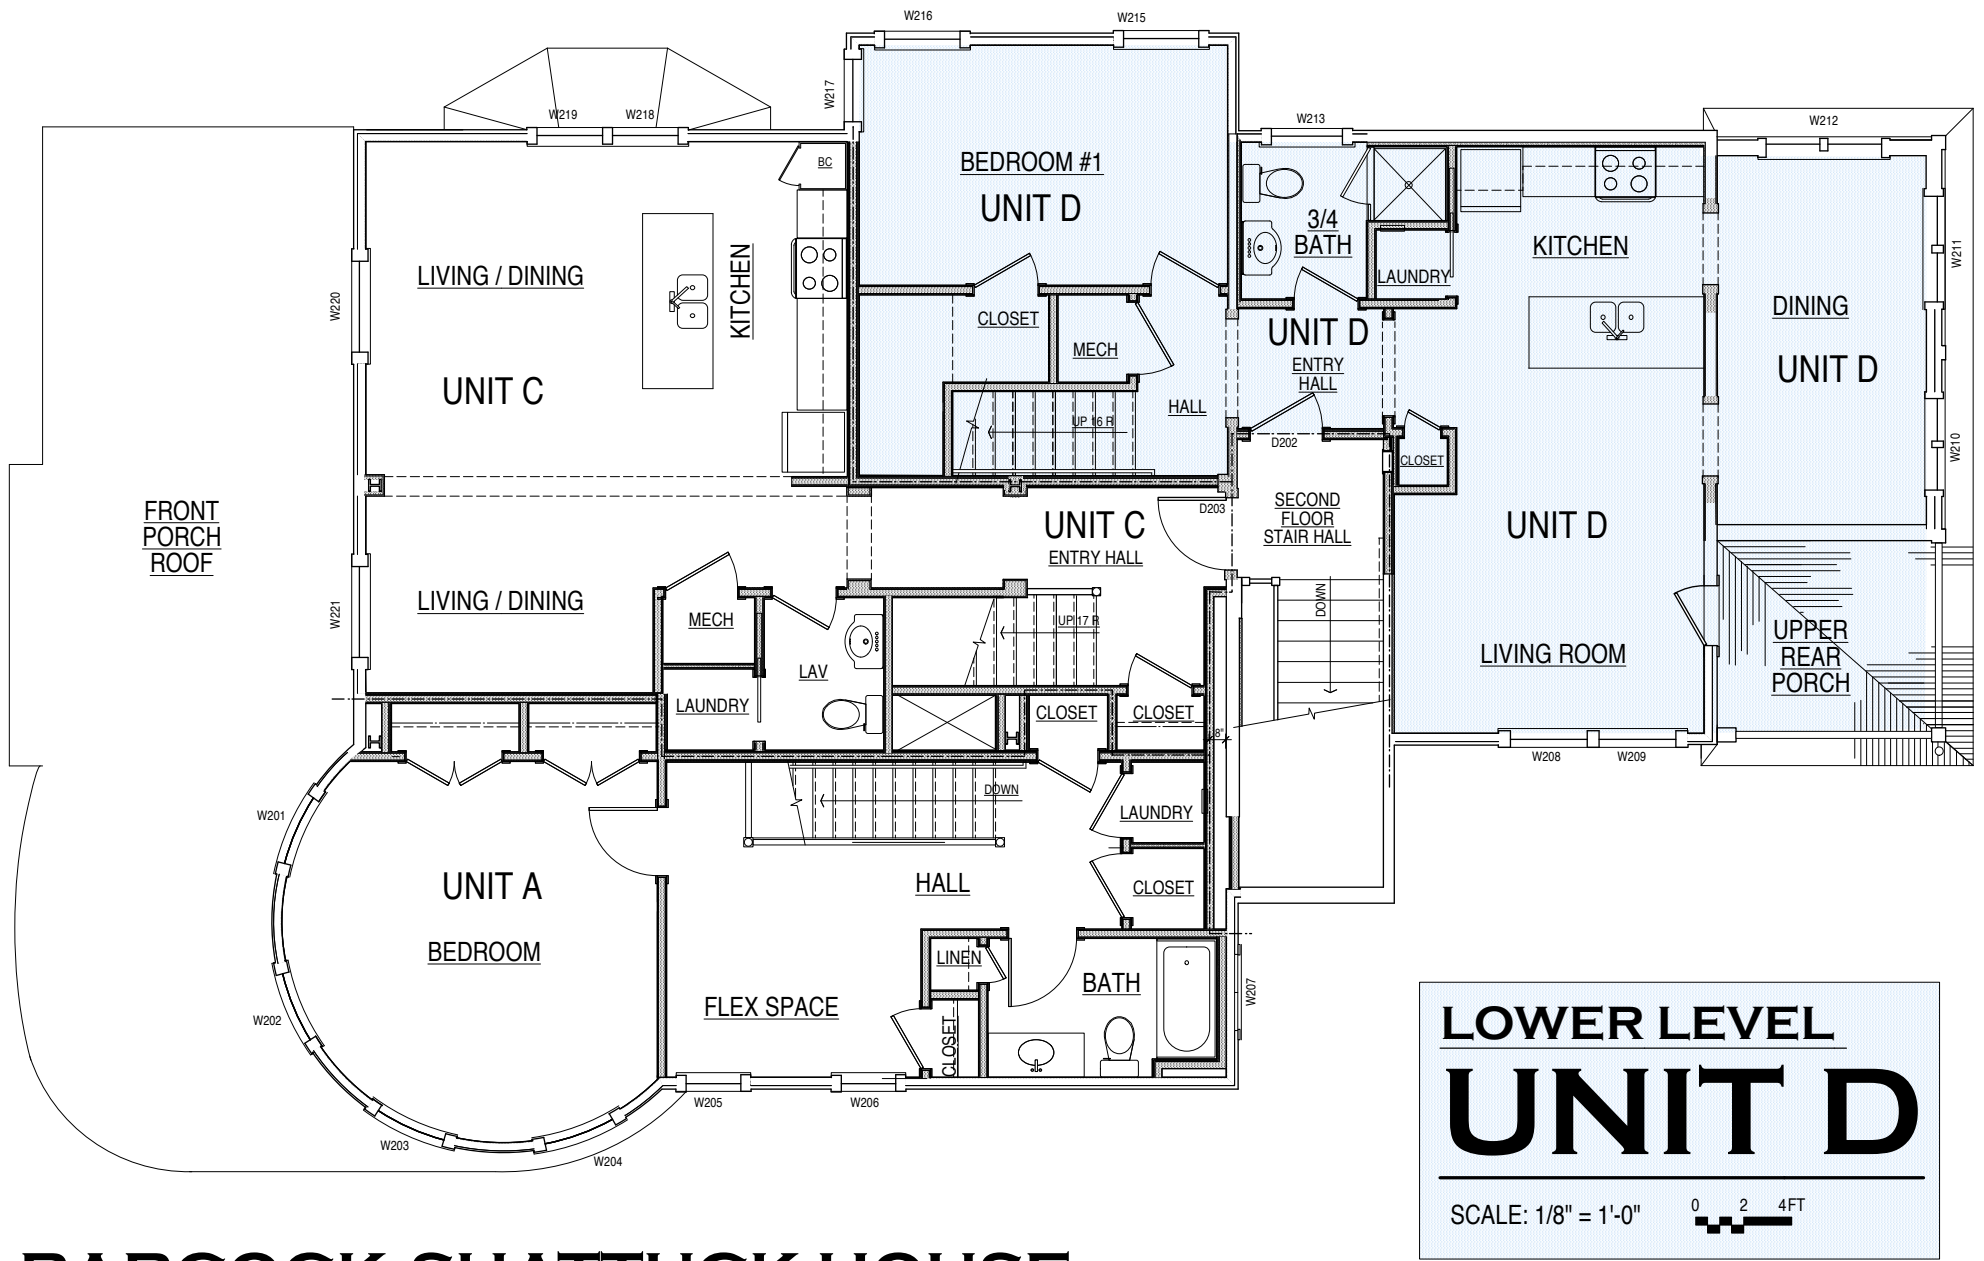 W216
W215
W217
W219
W218
W213
W212
BC
BEDROOM #1
UNIT D
3/4
BATH
LAUNDRY
KITCHEN
W211
LIVING / DINING
KITCHEN
W220
CLOSET
MECH
UNIT D
ENTRY
HALL
DINING
UNIT D
UNIT C
HALL
UP 16 R
D202
CLOSET
W210
FRONT
PORCH
ROOF
UNIT C
ENTRY HALL
D203
SECOND
FLOOR
STAIR HALL
UNIT D
LIVING / DINING
W221
MECH
UP 17 R
DOWN
LAV
LIVING ROOM
UPPER
REAR
PORCH
LAUNDRY
CLOSET
CLOSET
8"
W208
W209
DOWN
LAUNDRY
W201
UNIT A
HALL
CLOSET
BEDROOM
LINEN
BATH
W207
FLEX SPACE
CLOSET
W202
W205
W206
W203
W204
LOWER LEVEL
UNIT D
SCALE: 1/8" = 1'-0"
0 2 4FT
BABCOCK-SHATTUCK HOUSE